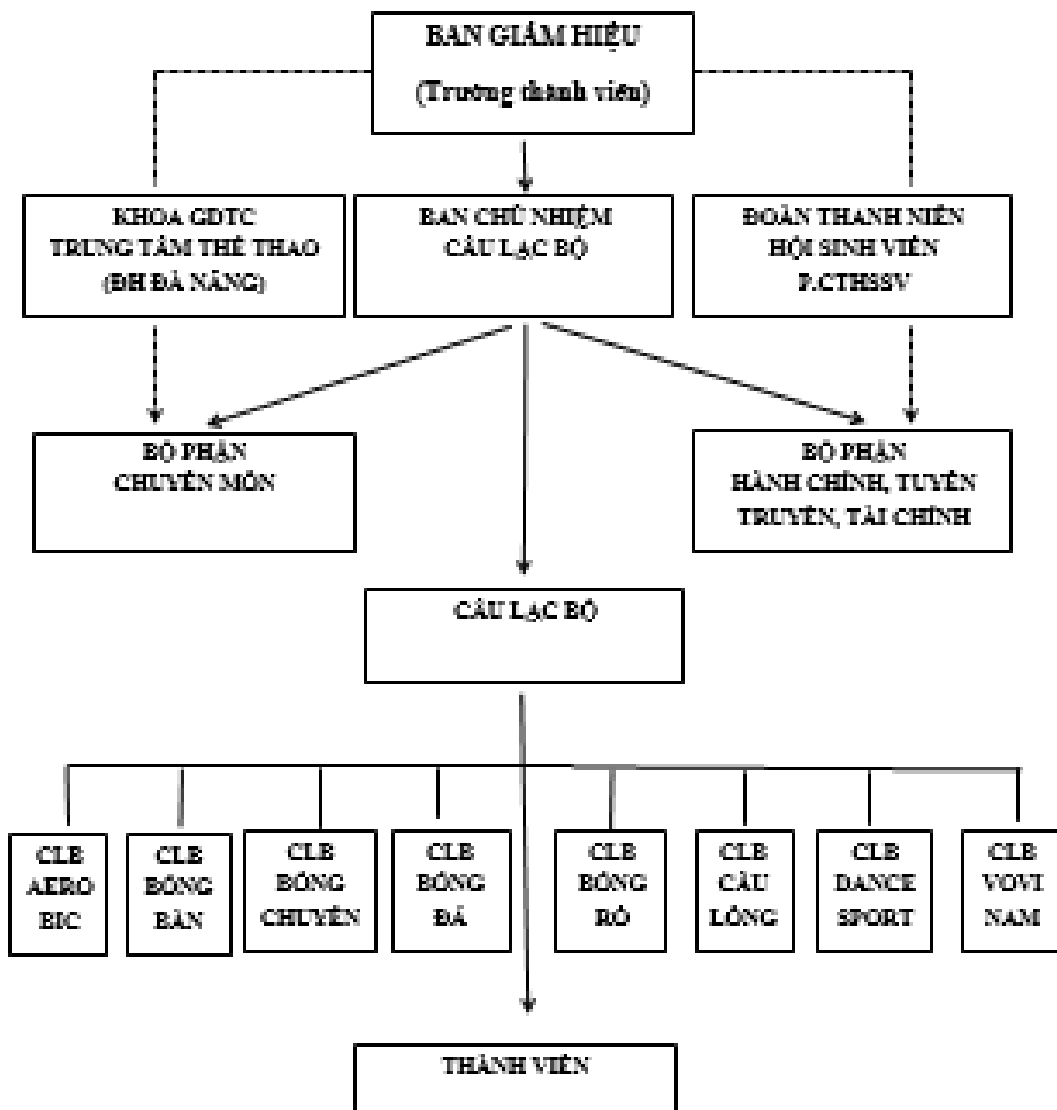 BAN GIÁM HIỆU
(Trường thành viên)
KHOA GDTC
TRUNG TÂM THỂ THAO
(ĐH ĐÀ NẴNG)
BAN CHỦ NHIỆM
CÂU LẠC BỘ
ĐOÀN THANH NIÊN
HỘI SINH VIÊN
P.CTHSSV
BỘ PHẬN
CHUYÊN MÔN
BỘ PHẬN
HÀNH CHÍNH, TUYÊN
TRUYỀN, TÀI CHÍNH
CÂU LẠC BỘ
CLB
AERO
BIC
CLB
BÓNG
BÀN
CLB
BÓNG
CHUYỀN
CLB
BÓNG
ĐÁ
CLB
BÓNG
RỔ
CLB
CẦU
LÔNG
CLB
DANCE
SPORT
CLB
VOVI
NAM
THÀNH VIÊN